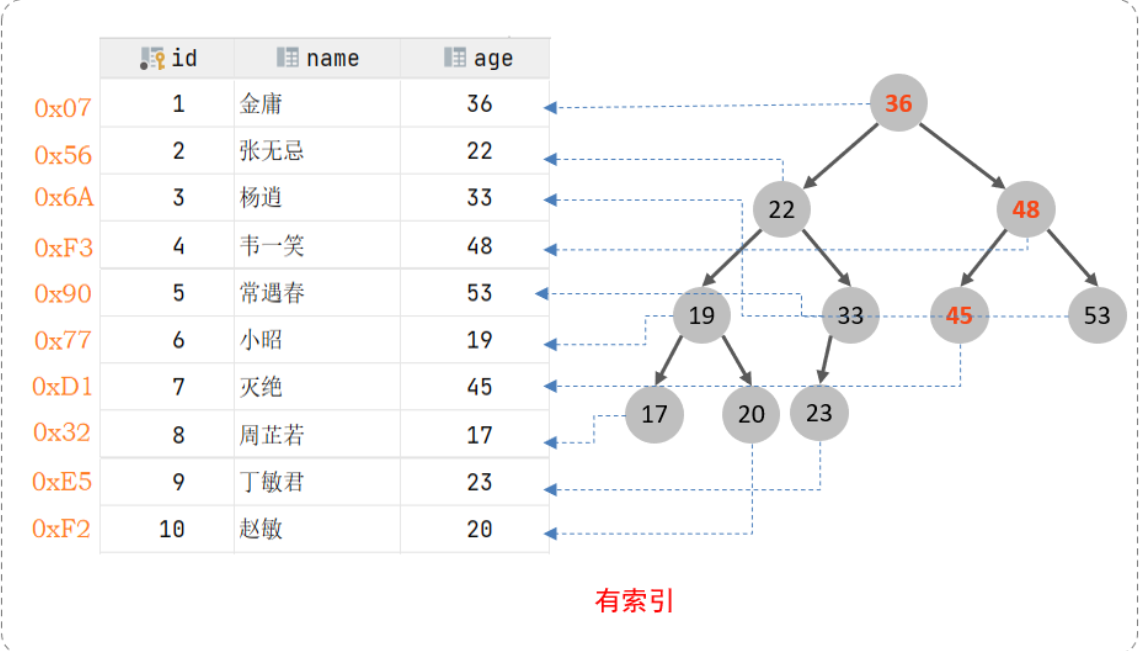 id name age
0x07 1 金庸 36
0x56 2 张无忌 22
0x6A 3 杨逍 33
0xF3 4 韦一笑 48
0x90 5 常遇春 53
0x77 6 小昭 19
0xD1 7 灭绝 45
0x32 8 周芷若 17
0xE5 9 丁敏君 23
0xF2 10 赵敏 20
36
22 48
19 33 45 53
17 20 23
有索引